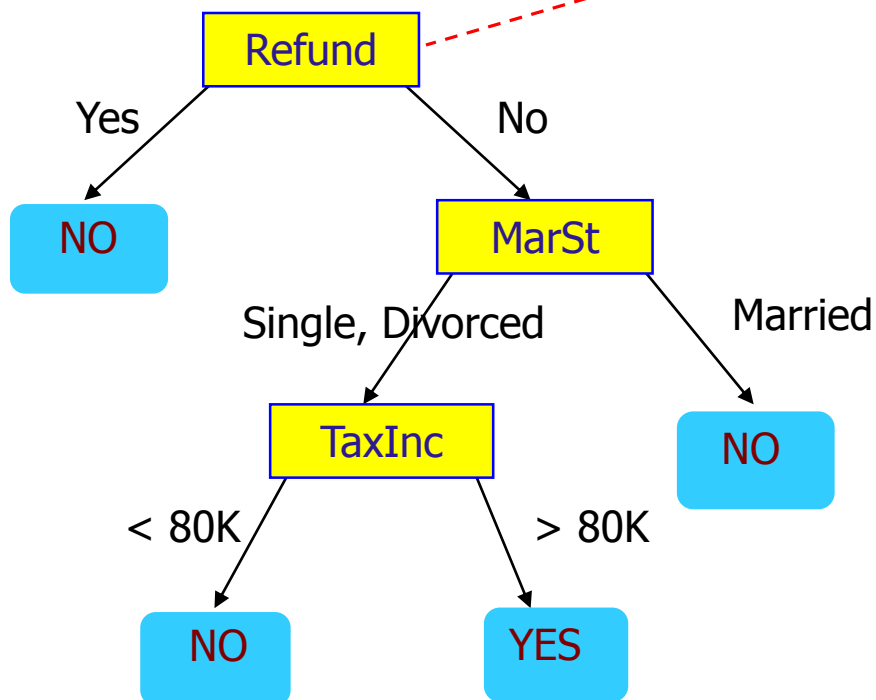 Refund
Yes
No
NO
MarSt
Single, Divorced
Married
TaxInc
NO
< 80K
> 80K
NO
YES